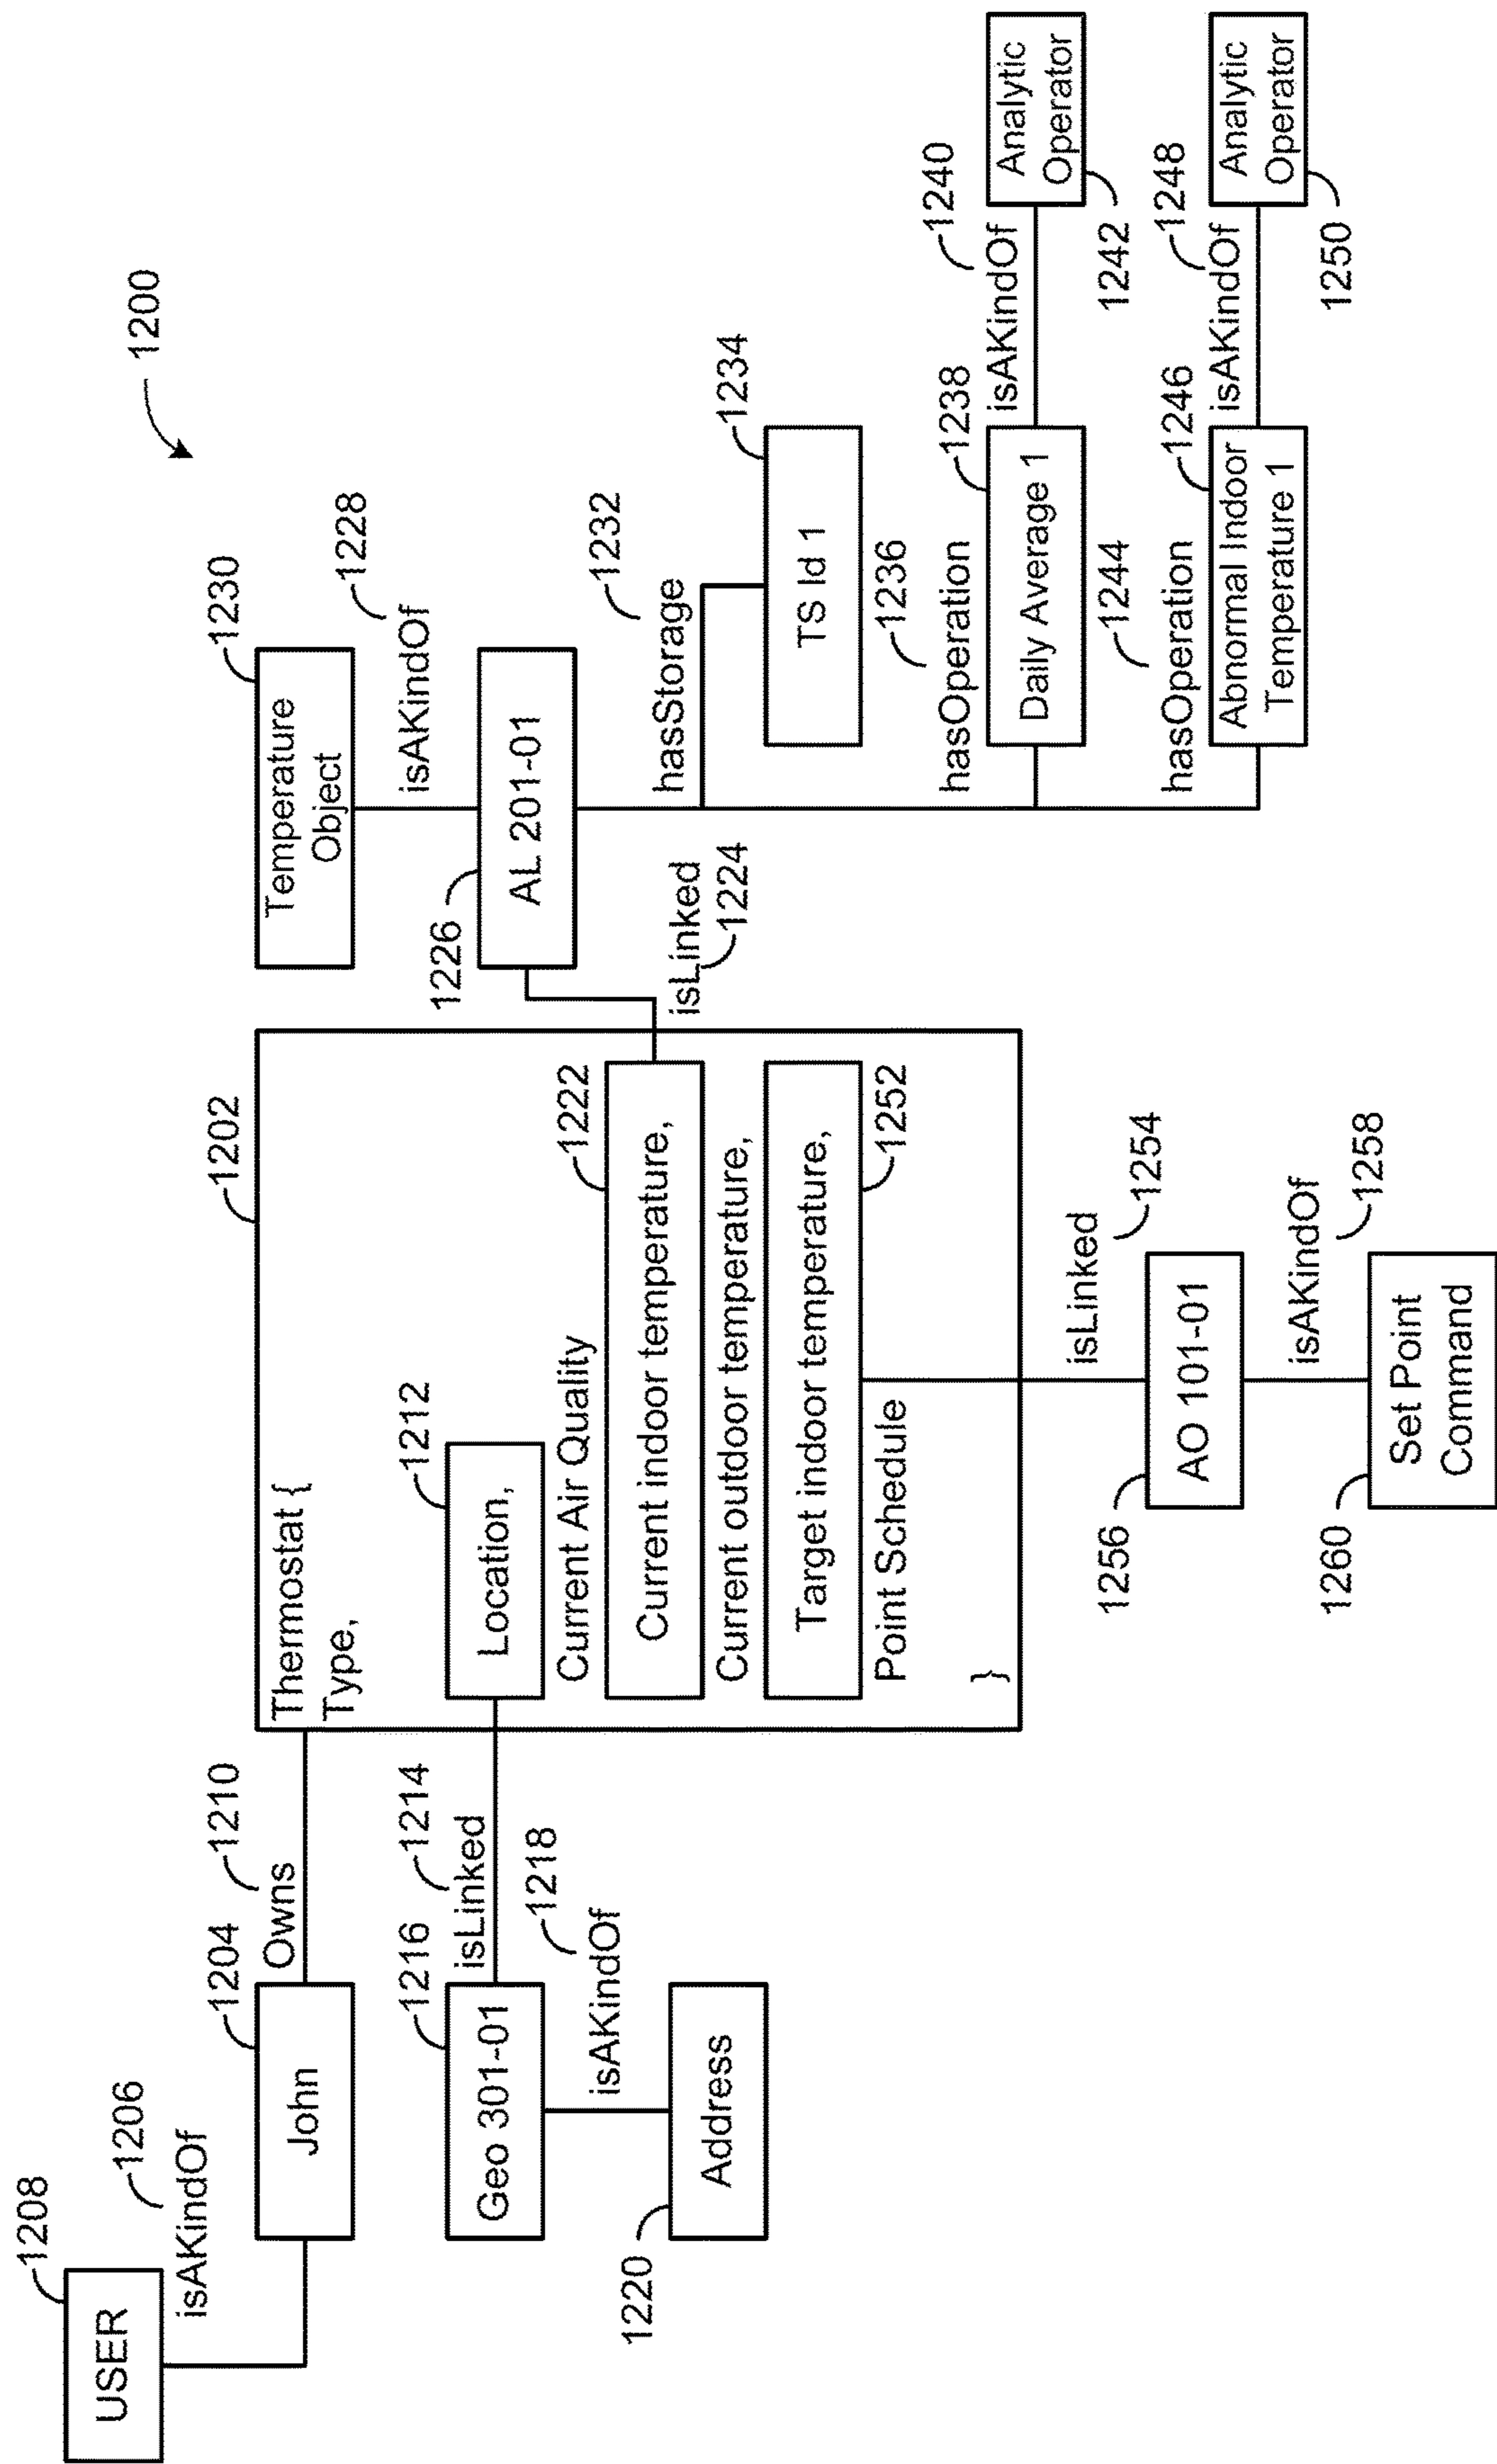 1200
1208
USER
1206
isAKindOf
1204
John
1210
Owns
1216
Geo 301-01
1214
isLinked
1218
isAKindOf
1220
Address
1202
Thermostat {
Type,
1212
Location,
Current Air Quality
1222
Current indoor temperature,
Current outdoor temperature,
1252
Target indoor temperature,
Point Schedule
}
isLinked
1254
1256
AO 101-01
isAKindOf
1258
1260
Set Point
Command
1230
Temperature
Object
1228
isAKindOf
1226
AL 201-01
isLinked
1224
1232
hasStorage
1234
TS Id 1
1236
hasOperation
1238
Daily Average 1
1240
isAKindOf
Analytic
Operator
1242
1244
hasOperation
1246
Abnormal Indoor
Temperature 1
1248
isAKindOf
Analytic
Operator
1250